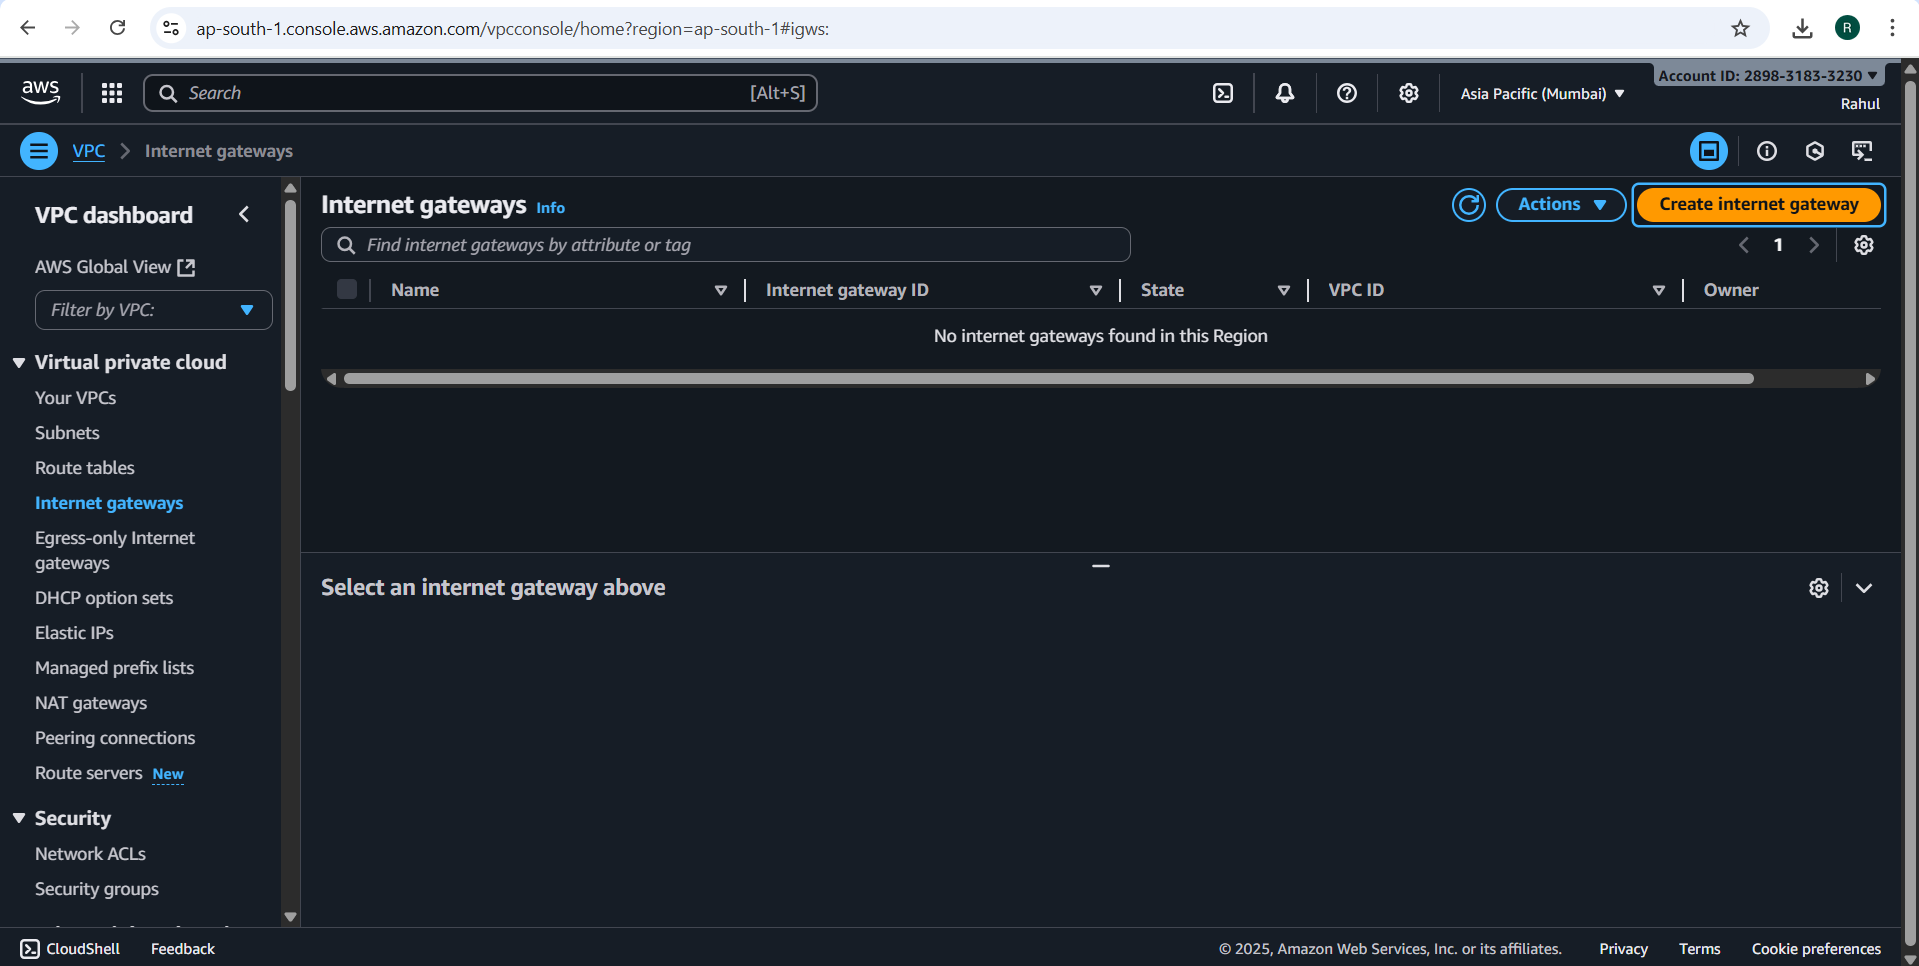 ap-south-1.console.aws.amazon.com/vpcconsole/home?region=ap-south-1#igws:
R
aws
Search
[Alt+S]
Asia Pacific (Mumbai)
Account ID: 2898-3183-3230
Rahul
VPC
Internet gateways
VPC dashboard
AWS Global View
Filter by VPC:
Virtual private cloud
Your VPCs
Subnets
Route tables
Internet gateways
Egress-only Internet
gateways
DHCP option sets
Elastic IPs
Managed prefix lists
NAT gateways
Peering connections
Route servers New
Security
Network ACLs
Security groups
Internet gateways Info
Actions
Create internet gateway
Find internet gateways by attribute or tag
1
Name
Internet gateway ID
State
VPC ID
Owner
No internet gateways found in this Region
Select an internet gateway above
CloudShell
Feedback
© 2025, Amazon Web Services, Inc. or its affiliates.
Privacy
Terms
Cookie preferences